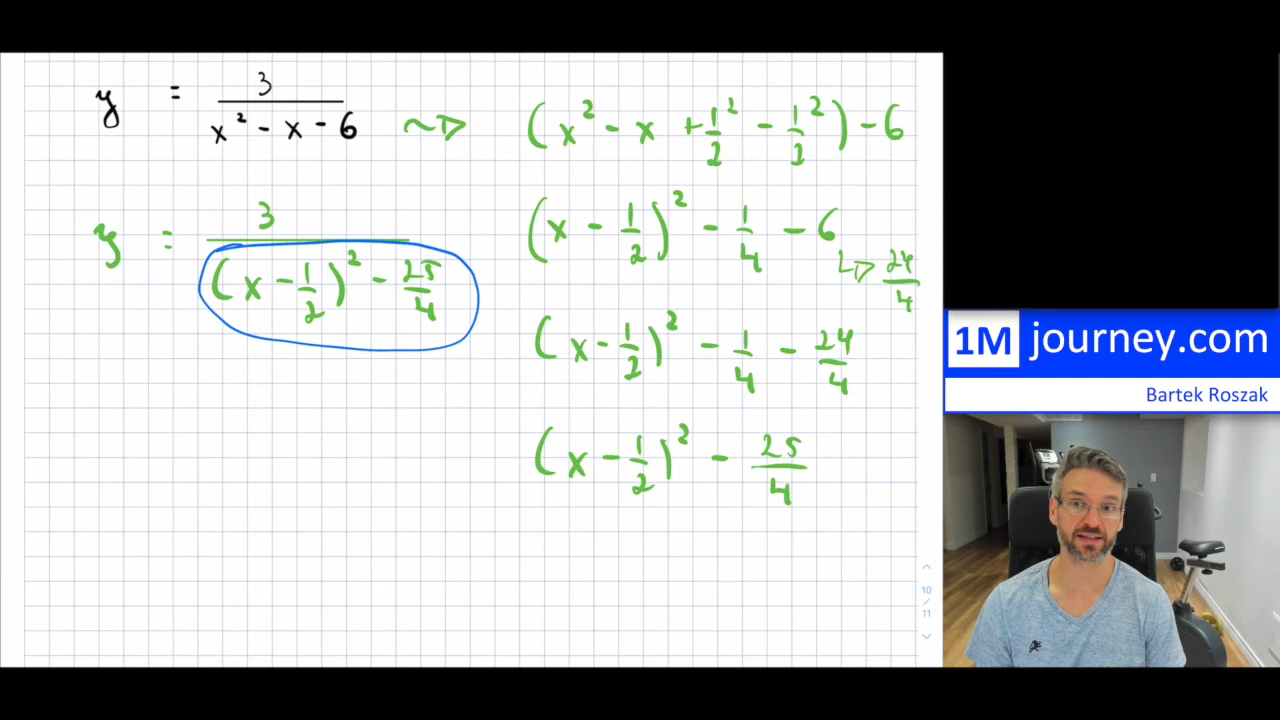 y = 3 / (x² - x - 6) ~▷ (x² - x + 1/2² - 1/2²) - 6
(x - 1/2)² - 1/4 - 6
↳▷ 24/4
y = 3 / ((x - 1/2)² - 25/4)
(x - 1/2)² - 1/4 - 24/4
(x - 1/2)² - 25/4
1M journey.com
Bartek Roszak
10
/
11